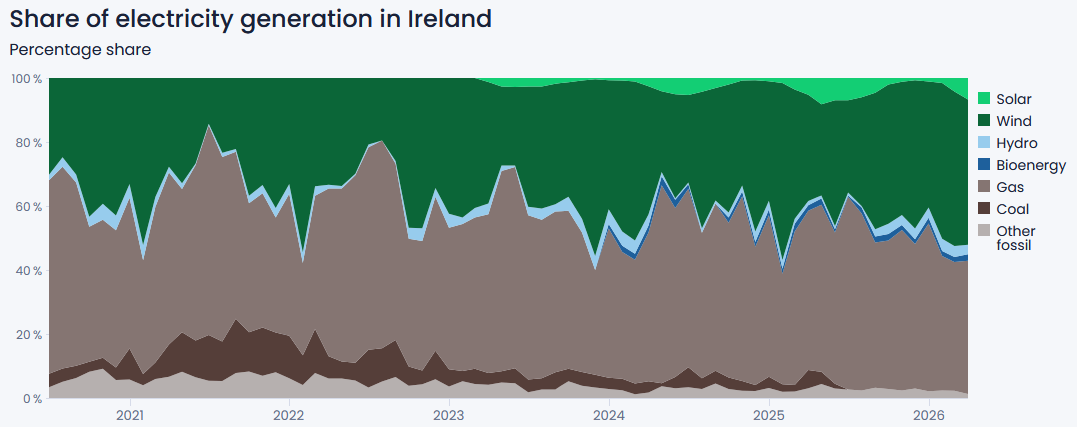 Share of electricity generation in Ireland
Percentage share
100 %
80 %
60 %
40 %
20 %
0 %
2021
2022
2023
2024
2025
2026
Solar
Wind
Hydro
Bioenergy
Gas
Coal
Other
fossil